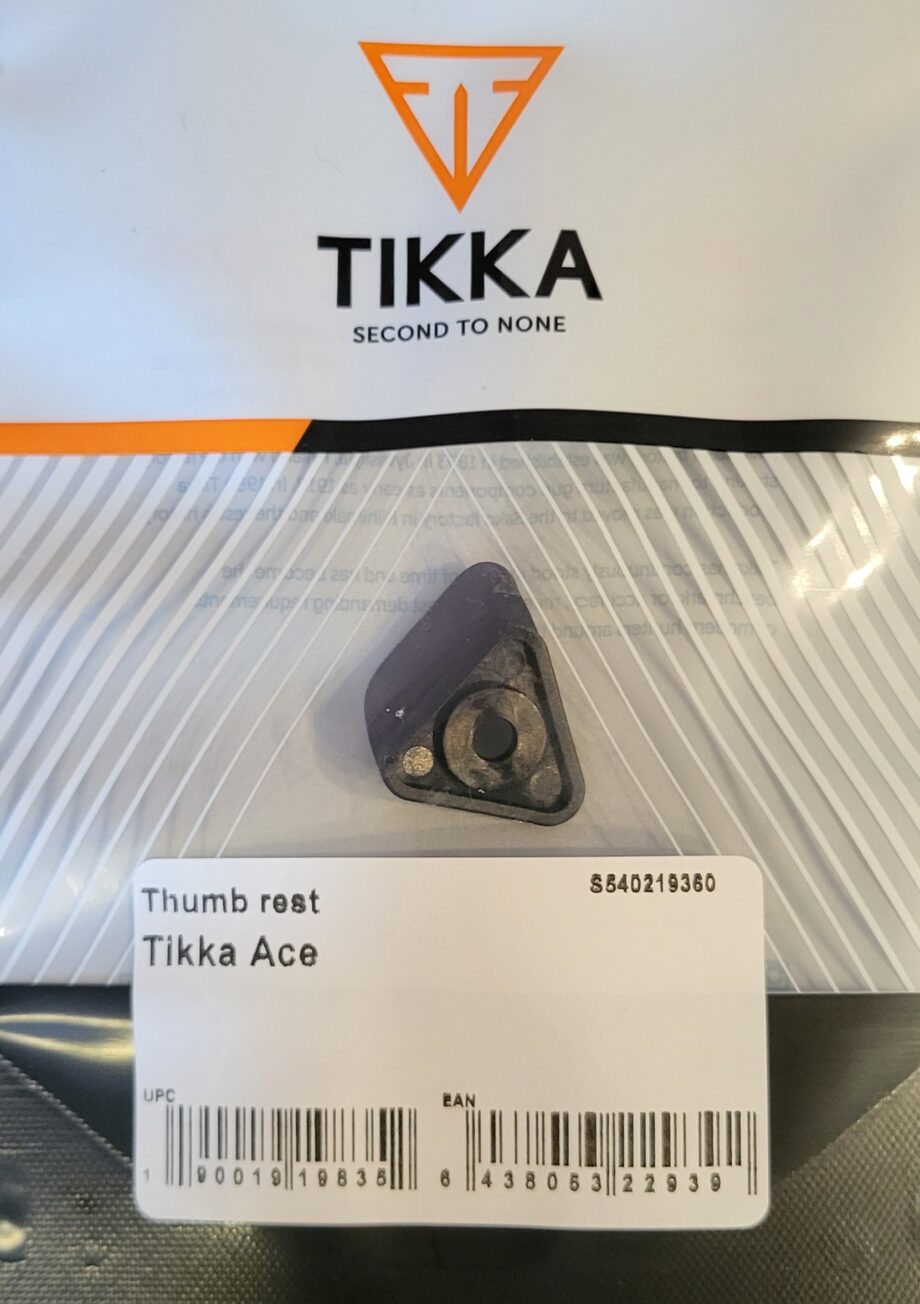 TIKKA
SECOND TO NONE
Thumb rest
S540219360
Tikka Ace
UPC
EAN
1 90019 19835
6 438053 22939